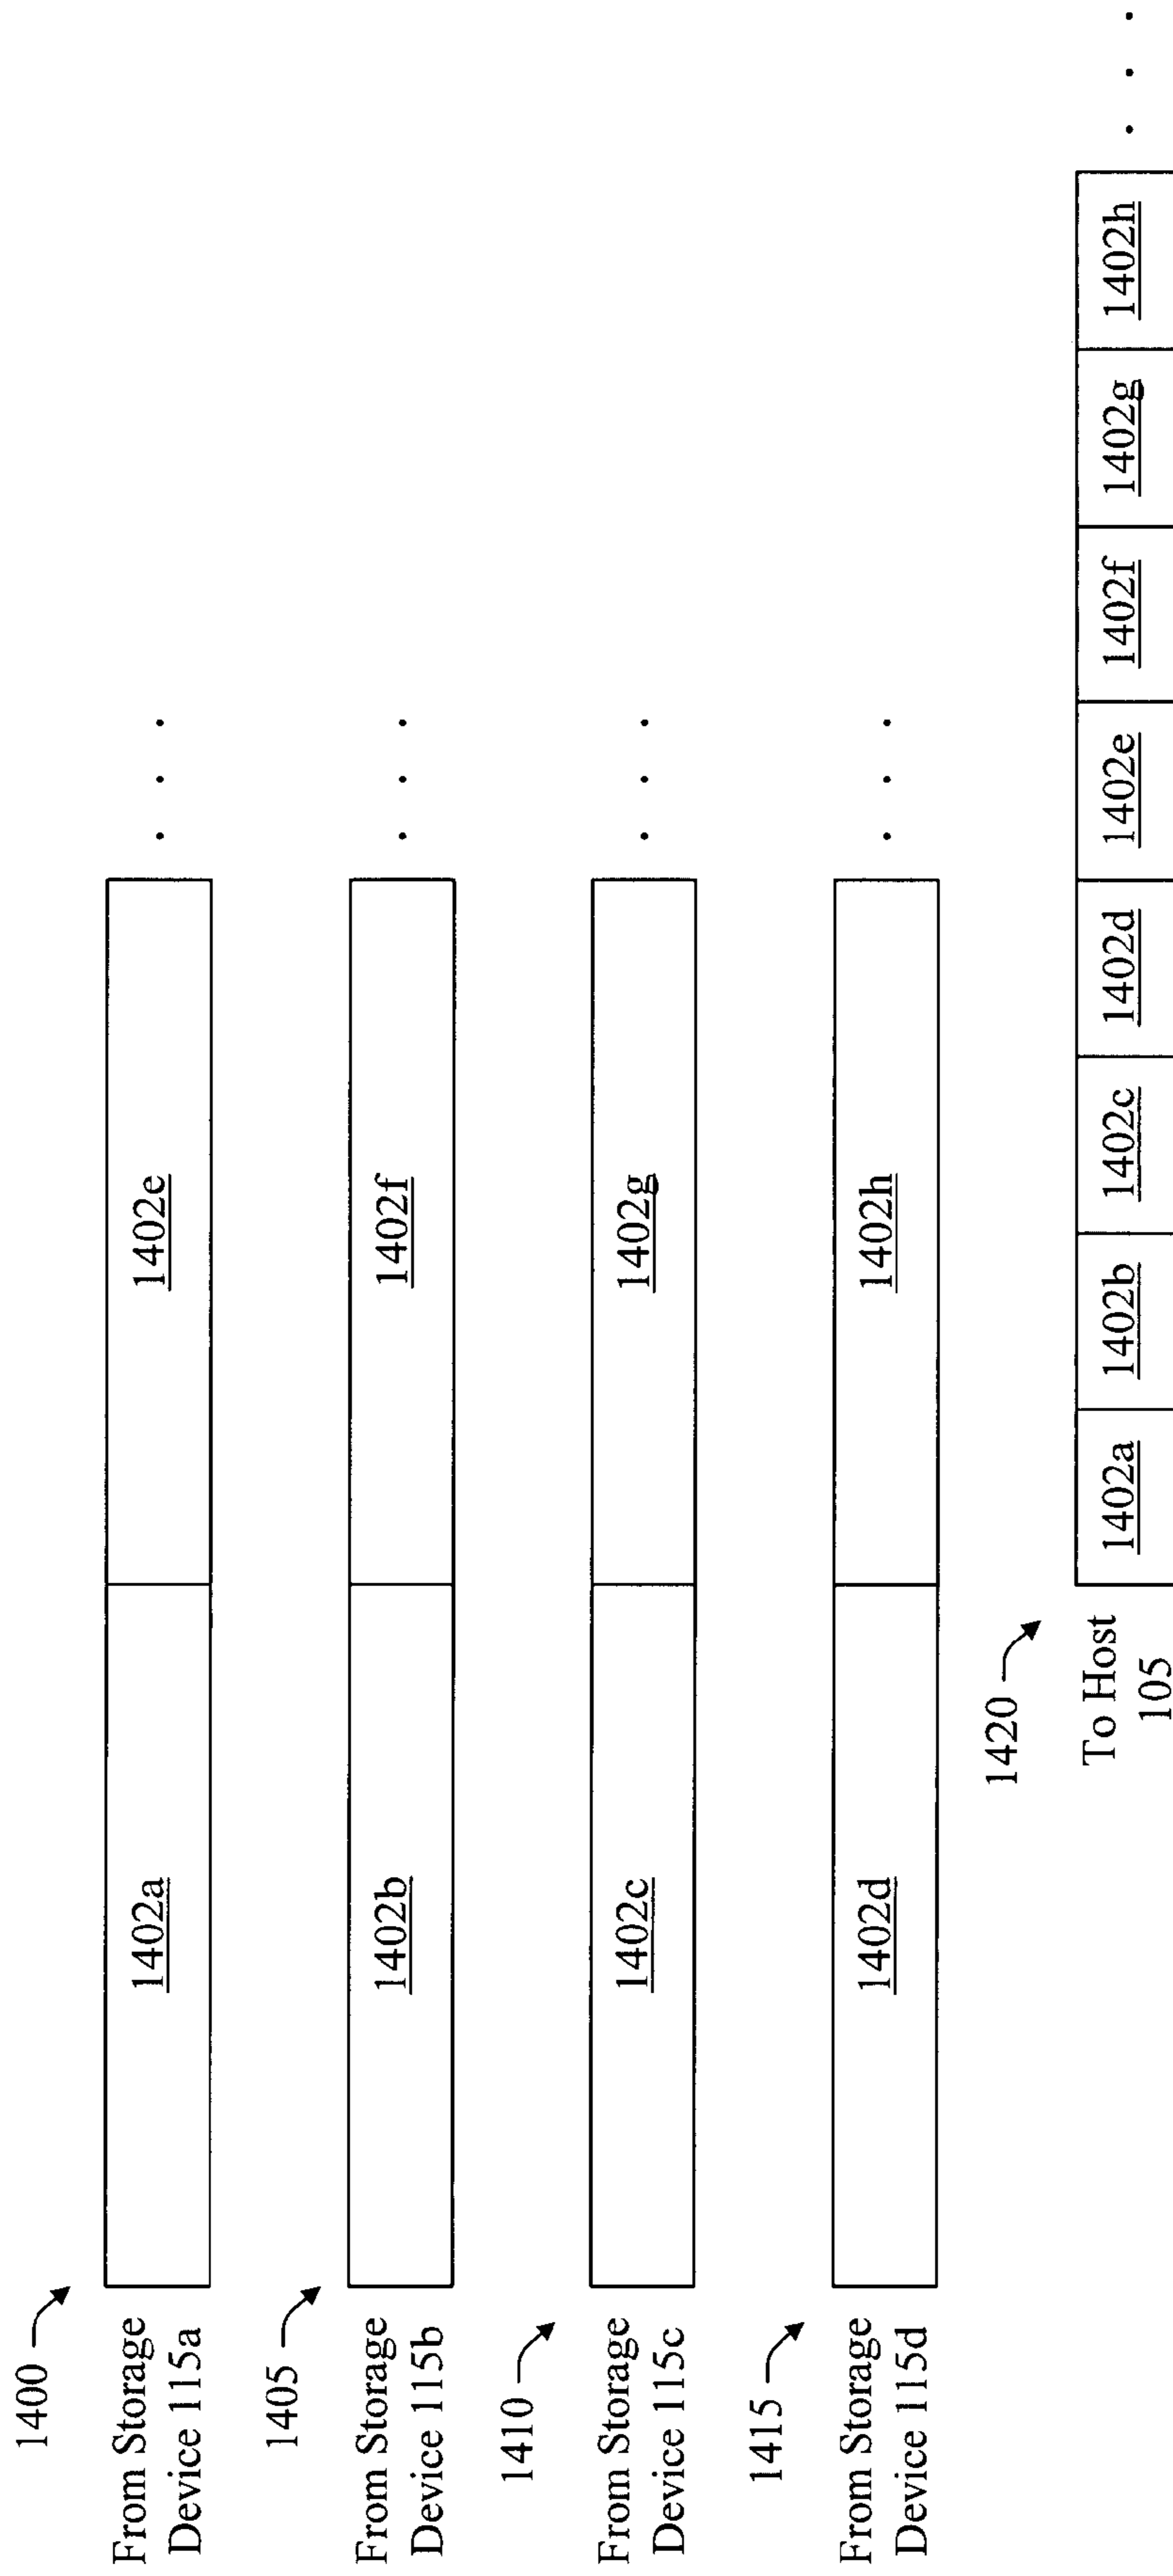 1400
From Storage
Device 115a
1402a
1402e
. . .
1405
From Storage
Device 115b
1402b
1402f
. . .
1410
From Storage
Device 115c
1402c
1402g
. . .
1415
From Storage
Device 115d
1402d
1402h
. . .
1420
To Host
105
1402a
1402b
1402c
1402d
1402e
1402f
1402g
1402h
. . .